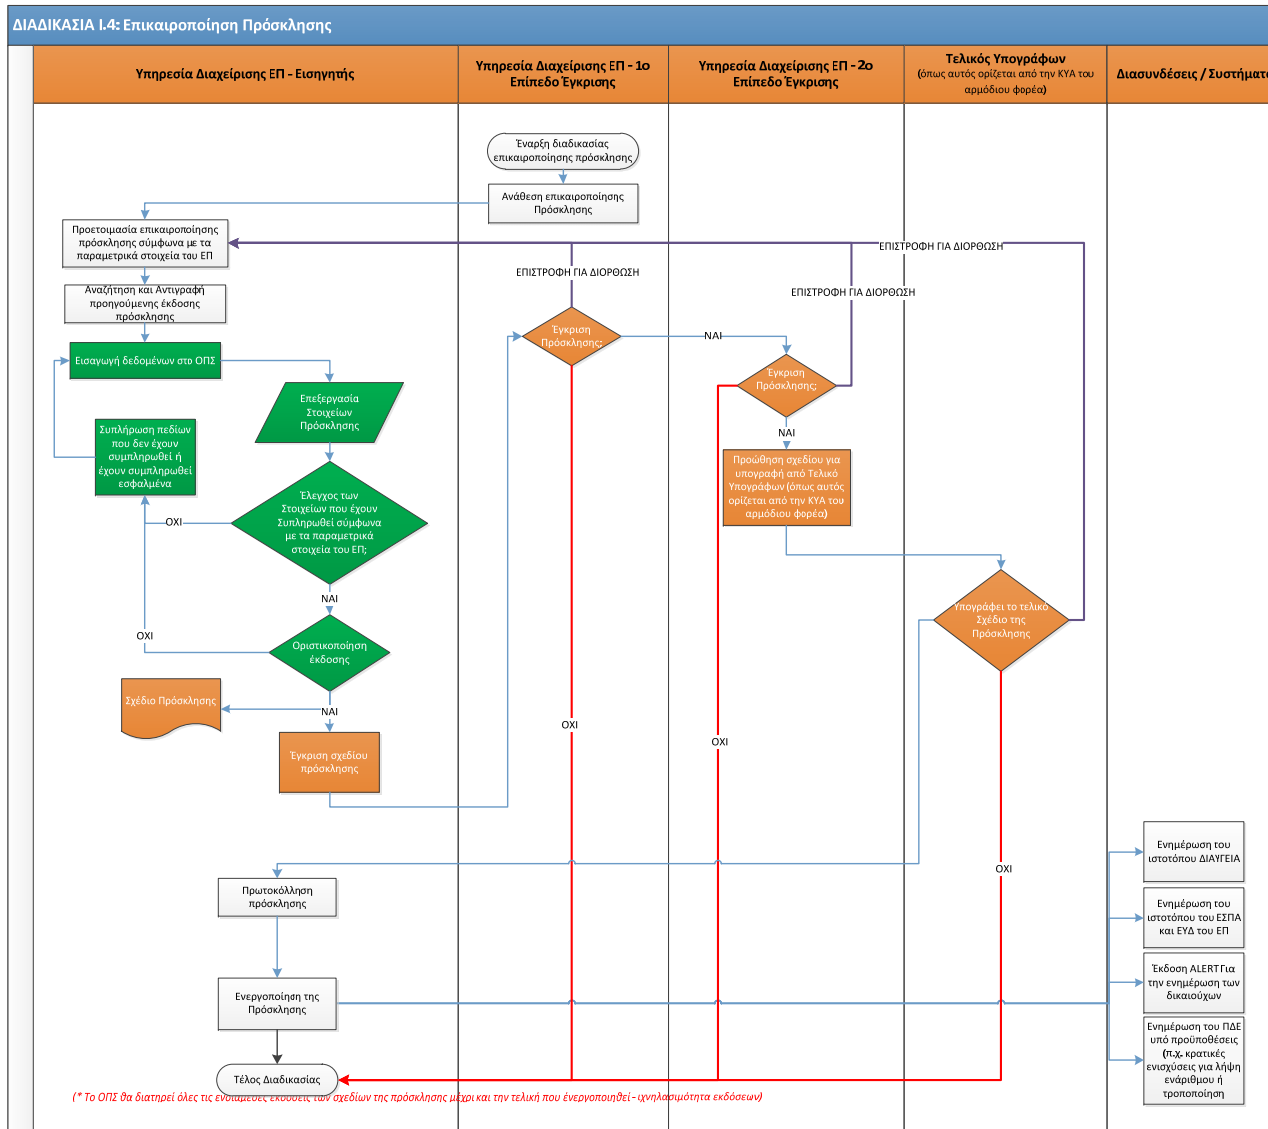 ΔΙΑΔΙΚΑΣΙΑ Ι.4: Επικαιροποίηση Πρόσκλησης
Υπηρεσία Διαχείρισης ΕΠ - Εισηγητής
Υπηρεσία Διαχείρισης ΕΠ - 1ο
Επίπεδο Έγκρισης
Υπηρεσία Διαχείρισης ΕΠ - 2ο
Επίπεδο Έγκρισης
Τελικός Υπογράφων
(όπως αυτός ορίζεται από την ΚΥΑ του
αρμόδιου φορέα)
Διασυνδέσεις / Συστήματ
Έναρξη διαδικασίας
επικαιροποίησης πρόσκλησης
Ανάθεση επικαιροποίησης
Πρόσκλησης
Προετοιμασία επικαιροποίησης
πρόσκλησης σύμφωνα με τα
παραμετρικά στοιχεία του ΕΠ
Αναζήτηση και Αντιγραφή
προηγούμενης έκδοσης
πρόσκλησης
Εισαγωγή δεδομένων στο ΟΠΣ
Επεξεργασία
Στοιχείων
Πρόσκλησης
Συπλήρωση πεδίων
που δεν έχουν
συμπληρωθεί ή
έχουν συμπληρωθεί
εσφαλμένα
Έλεγχος των
Στοιχείων που έχουν
Συπληρωθεί σύμφωνα
με τα παραμετρικά
στοιχεία του ΕΠ;
ΟΧΙ
ΝΑΙ
ΟΧΙ
Οριστικοποίηση
έκδοσης
ΝΑΙ
Σχέδιο Πρόσκλησης
Έγκριση σχεδίου
πρόσκλησης
ΕΠΙΣΤΡΟΦΗ ΓΙΑ ΔΙΟΡΘΩΣΗ
Έγκριση
Πρόσκλησης;
ΝΑΙ
ΟΧΙ
ΕΠΙΣΤΡΟΦΗ ΓΙΑ ΔΙΟΡΘΩΣΗ
Έγκριση
Πρόσκλησης;
ΝΑΙ
Προώθηση σχεδίου για
υπογραφή από Τελικό
Υπογράφων (όπως αυτός
ορίζεται από την ΚΥΑ του
αρμόδιου φορέα)
ΟΧΙ
ΕΠΙΣΤΡΟΦΗ ΓΙΑ ΔΙΟΡΘΩΣΗ
Υπογράφει το τελικό
Σχέδιο της
Πρόσκλησης
ΟΧΙ
Πρωτοκόλληση
πρόσκλησης
Ενεργοποίηση της
Πρόσκλησης
Τέλος Διαδικασίας
Ενημέρωση του
ιστοτόπου ΔΙΑΥΓΕΙΑ
Ενημέρωση του
ιστοτόπου του ΕΣΠΑ
και ΕΥΔ του ΕΠ
Έκδοση ALERT Για
την ενημέρωση των
δικαιούχων
Ενημέρωση του ΠΔΕ
υπό προϋποθέσεις
(π.χ. κρατικές
ενισχύσεις για λήψη
ενάριθμου ή
τροποποίηση
(* Το ΟΠΣ θα διατηρεί όλες τις ενδιάμεσες εκδόσεις των σχεδίων της πρόσκλησης μέχρι και την τελική που ένεργοποιηθεί - ιχνηλασιμότητα εκδόσεων)